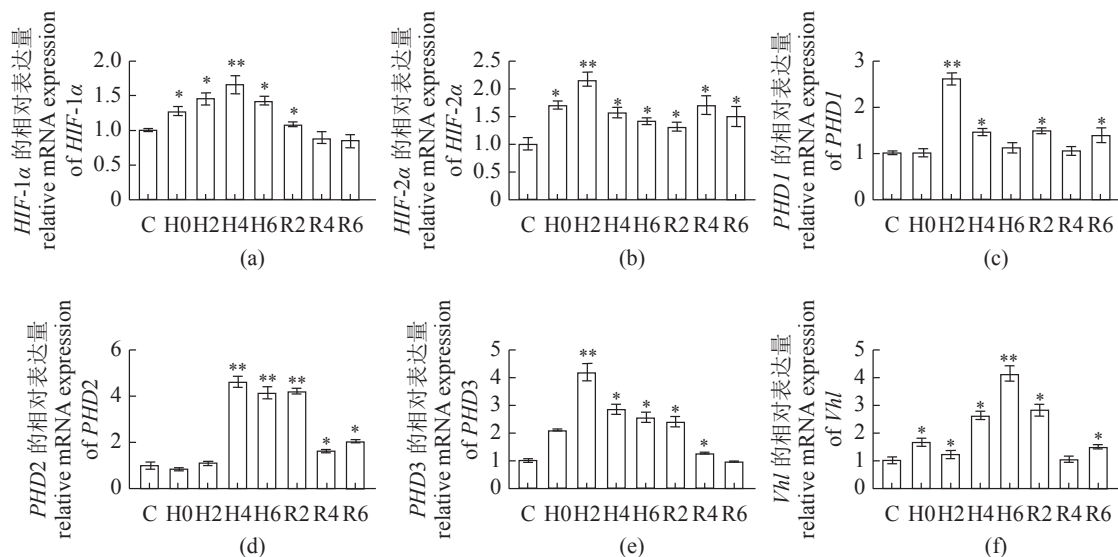 HIF-1α 的相对表达量
relative mRNA expression
of HIF-1α
2.0
1.5
1.0
0.5
0
*
*
**
*
*
C H0 H2 H4 H6 R2 R4 R6
(a)
HIF-2α 的相对表达量
relative mRNA expression
of HIF-2α
2.5
2.0
1.5
1.0
0.5
0
*
**
*
*
*
*
*
C H0 H2 H4 H6 R2 R4 R6
(b)
PHD1 的相对表达量
relative mRNA expression
of PHD1
3
2
1
0
**
*
*
*
C H0 H2 H4 H6 R2 R4 R6
(c)
PHD2 的相对表达量
relative mRNA expression
of PHD2
6
4
2
0
**
**
**
*
*
C H0 H2 H4 H6 R2 R4 R6
(d)
PHD3 的相对表达量
relative mRNA expression
of PHD3
5
4
3
2
1
0
**
*
*
*
*
C H0 H2 H4 H6 R2 R4 R6
(e)
Vhl 的相对表达量
relative mRNA expression
of Vhl
5
4
3
2
1
0
*
*
*
**
*
*
C H0 H2 H4 H6 R2 R4 R6
(f)